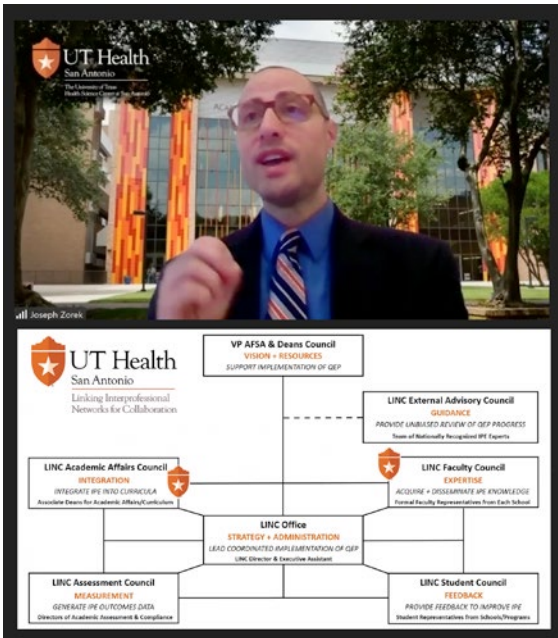 UT Health
San Antonio
The University of Texas
Health Science Center at San Antonio
Joseph Zorek
UT Health
San Antonio
Linking Interprofessional
Networks for Collaboration
VP AFSA & Deans Council
VISION + RESOURCES
SUPPORT IMPLEMENTATION OF QEP
LINC External Advisory Council
GUIDANCE
PROVIDE UNBIASED REVIEW OF QEP PROGRESS
Team of Nationally Recognized IPE Experts
LINC Academic Affairs Council
INTEGRATION
INTEGRATE IPE INTO CURRICULA
Associate Deans for Academic Affairs/Curriculum
LINC Faculty Council
EXPERTISE
ACQUIRE + DISSEMINATE IPE KNOWLEDGE
Formal Faculty Representatives From Each School
LINC Office
STRATEGY + ADMINISTRATION
LEAD COORDINATED IMPLEMENTATION OF QEP
LINC Director & Executive Assistant
LINC Assessment Council
MEASUREMENT
GENERATE IPE OUTCOMES DATA
Directors of Academic Assessment & Compliance
LINC Student Council
FEEDBACK
PROVIDE FEEDBACK TO IMPROVE IPE
Student Representatives from Schools/Programs